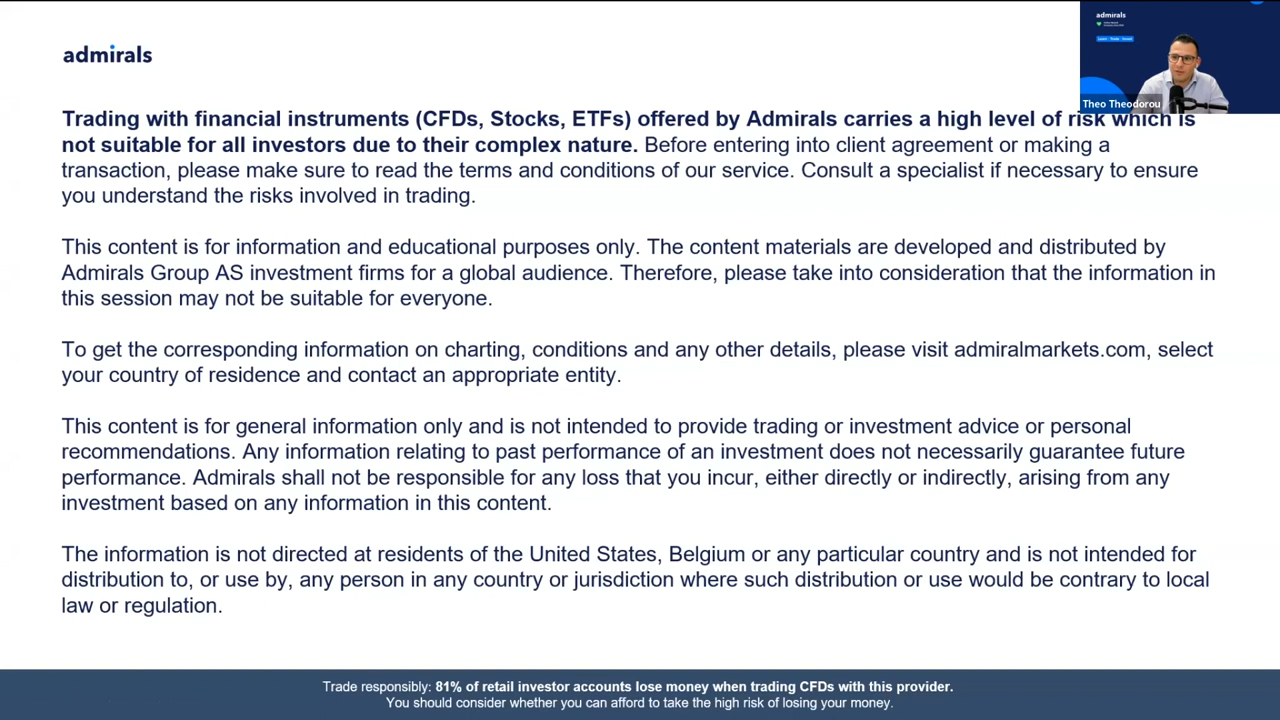 admirals
admirals
Learn · Trade · Invest
Theo Theodorou
Trading with financial instruments (CFDs, Stocks, ETFs) offered by Admirals carries a high level of risk which is
not suitable for all investors due to their complex nature. Before entering into client agreement or making a
transaction, please make sure to read the terms and conditions of our service. Consult a specialist if necessary to ensure
you understand the risks involved in trading.
This content is for information and educational purposes only. The content materials are developed and distributed by
Admirals Group AS investment firms for a global audience. Therefore, please take into consideration that the information in
this session may not be suitable for everyone.
To get the corresponding information on charting, conditions and any other details, please visit admiralmarkets.com, select
your country of residence and contact an appropriate entity.
This content is for general information only and is not intended to provide trading or investment advice or personal
recommendations. Any information relating to past performance of an investment does not necessarily guarantee future
performance. Admirals shall not be responsible for any loss that you incur, either directly or indirectly, arising from any
investment based on any information in this content.
The information is not directed at residents of the United States, Belgium or any particular country and is not intended for
distribution to, or use by, any person in any country or jurisdiction where such distribution or use would be contrary to local
law or regulation.
Trade responsibly: 81% of retail investor accounts lose money when trading CFDs with this provider.
You should consider whether you can afford to take the high risk of losing your money.